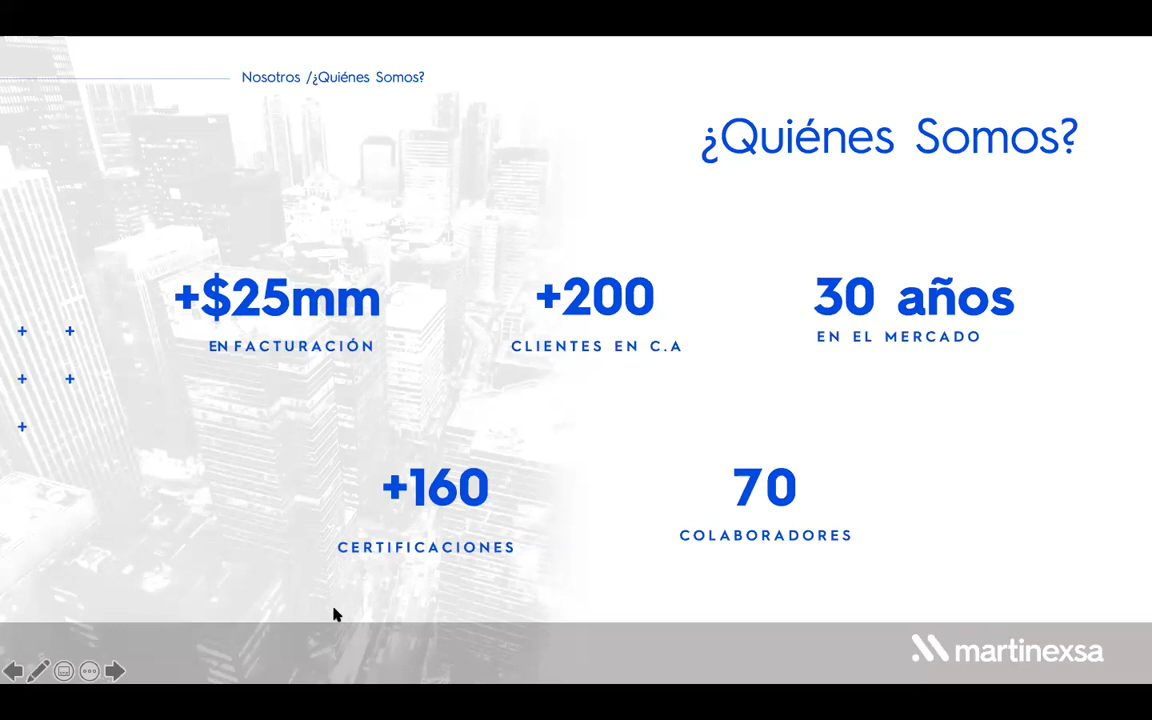 Nosotros /¿Quiénes Somos?
¿Quiénes Somos?
+$25mm
EN FACTURACIÓN
+200
CLIENTES EN C.A
30 años
EN EL MERCADO
+160
CERTIFICACIONES
70
COLABORADORES
martinexsa